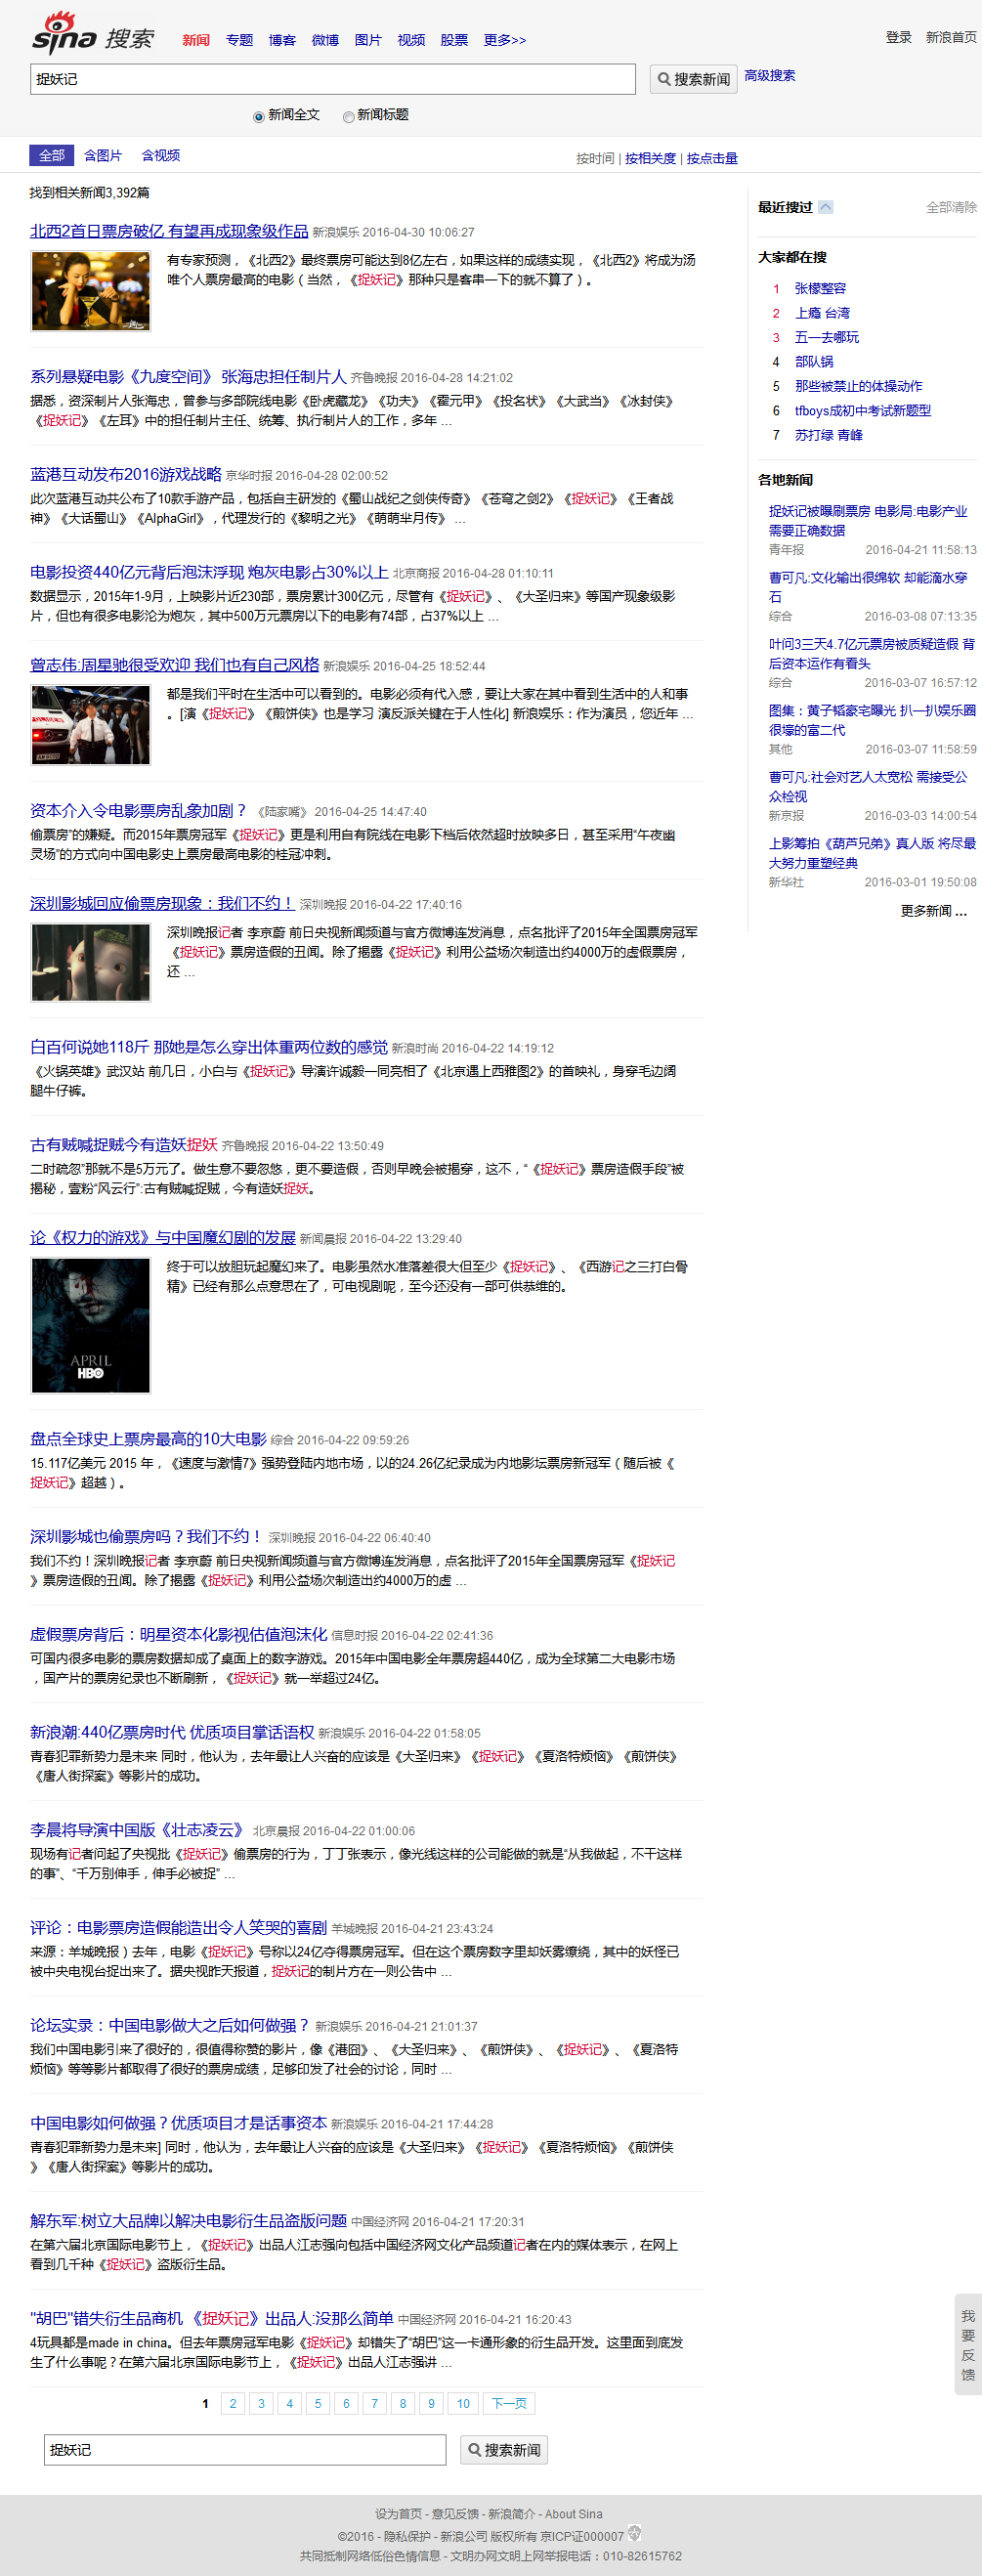 sina 搜索
新闻 专题 博客 微博 图片 视频 股票 更多>>
登录 新浪首页
捉妖记
搜索新闻 高级搜索
新闻全文 新闻标题
全部 含图片 含视频
按时间 | 按相关度 | 按点击量
找到相关新闻3,392篇
北西2首日票房破亿 有望再成现象级作品 新浪娱乐 2016-04-30 10:06:27
有专家预测，《北西2》最终票房可能达到8亿左右，如果这样的成绩实现，《北西2》将成为汤
唯个人票房最高的电影（当然，《捉妖记》那种只是客串一下的就不算了）。
系列悬疑电影《九度空间》 张海忠担任制片人 齐鲁晚报 2016-04-28 14:21:02
据悉，资深制片人张海忠，曾参与多部院线电影《卧虎藏龙》《功夫》《霍元甲》《投名状》《大武当》《冰封侠》
《捉妖记》《左耳》中的担任制片主任、统筹、执行制片人的工作，多年 ...
蓝港互动发布2016游戏战略 京华时报 2016-04-28 02:00:52
此次蓝港互动共公布了10款手游产品，包括自主研发的《蜀山战纪之剑侠传奇》《苍穹之剑2》《捉妖记》《王者战
神》《大话蜀山》《AlphaGirl》，代理发行的《黎明之光》《萌萌芈月传》 ...
电影投资440亿元背后泡沫浮现 炮灰电影占30%以上 北京商报 2016-04-28 01:10:11
数据显示，2015年1-9月，上映影片近230部，票房累计300亿元，尽管有《捉妖记》、《大圣归来》等国产现象级影
片，但也有很多电影沦为炮灰，其中500万元票房以下的电影有74部，占37%以上 ...
曾志伟:周星驰很受欢迎 我们也有自己风格 新浪娱乐 2016-04-25 18:52:44
都是我们平时在生活中可以看到的。电影必须有代入感，要让大家在其中看到生活中的人和事
。[演《捉妖记》《煎饼侠》也是学习 演反派关键在于人性化] 新浪娱乐：作为演员，您近年 ...
资本介入令电影票房乱象加剧？ 《陆家嘴》 2016-04-25 14:47:40
偷票房”的嫌疑。而2015年票房冠军《捉妖记》更是利用自有院线在电影下档后依然超时放映多日，甚至采用“午夜幽
灵场”的方式向中国电影史上票房最高电影的桂冠冲刺。
深圳影城回应偷票房现象：我们不约！ 深圳晚报 2016-04-22 17:40:16
深圳晚报记者 李京蔚 前日央视新闻频道与官方微博连发消息，点名批评了2015年全国票房冠军
《捉妖记》票房造假的丑闻。除了揭露《捉妖记》利用公益场次制造出约4000万的虚假票房，
还 ...
白百何说她118斤 那她是怎么穿出体重两位数的感觉 新浪时尚 2016-04-22 14:19:12
《火锅英雄》武汉站 前几日，小白与《捉妖记》导演许诚毅一同亮相了《北京遇上西雅图2》的首映礼，身穿毛边阔
腿牛仔裤。
古有贼喊捉贼今有造妖捉妖 齐鲁晚报 2016-04-22 13:50:49
二时疏忽”那就不是5万元了。做生意不要忽悠，更不要造假，否则早晚会被揭穿，这不，“《捉妖记》票房造假手段”被
揭秘，壹粉“风云行”:古有贼喊捉贼，今有造妖捉妖。
论《权力的游戏》与中国魔幻剧的发展 新闻晨报 2016-04-22 13:29:40
终于可以放胆玩起魔幻来了。电影虽然水准落差很大但至少《捉妖记》、《西游记之三打白骨
精》已经有那么点意思在了，可电视剧呢，至今还没有一部可供恭维的。
APRIL
HBO
盘点全球史上票房最高的10大电影 综合 2016-04-22 09:59:26
15.117亿美元 2015 年，《速度与激情7》强势登陆内地市场，以的24.26亿纪录成为内地影坛票房新冠军（随后被《
捉妖记》超越）。
深圳影城也偷票房吗？我们不约！ 深圳晚报 2016-04-22 06:40:40
我们不约！深圳晚报记者 李京蔚 前日央视新闻频道与官方微博连发消息，点名批评了2015年全国票房冠军《捉妖记
》票房造假的丑闻。除了揭露《捉妖记》利用公益场次制造出约4000万的虚 ...
虚假票房背后：明星资本化影视估值泡沫化 信息时报 2016-04-22 02:41:36
可国内很多电影的票房数据却成了桌面上的数字游戏。2015年中国电影全年票房超440亿，成为全球第二大电影市场
，国产片的票房纪录也不断刷新，《捉妖记》就一举超过24亿。
新浪潮:440亿票房时代 优质项目掌话语权 新浪娱乐 2016-04-22 01:58:05
青春犯罪新势力是未来 同时，他认为，去年最让人兴奋的应该是《大圣归来》《捉妖记》《夏洛特烦恼》《煎饼侠》
《唐人街探案》等影片的成功。
李晨将导演中国版《壮志凌云》 北京晨报 2016-04-22 01:00:06
现场有记者问起了央视批《捉妖记》偷票房的行为，丁丁张表示，像光线这样的公司能做的就是“从我做起，不干这样
的事”、“千万别伸手，伸手必被捉” ...
评论：电影票房造假能造出令人笑哭的喜剧 羊城晚报 2016-04-21 23:43:24
来源：羊城晚报）去年，电影《捉妖记》号称以24亿夺得票房冠军。但在这个票房数字里却妖雾缭绕，其中的妖怪已
被中央电视台捉出来了。据央视昨天报道，捉妖记的制片方在一则公告中 ...
论坛实录：中国电影做大之后如何做强？ 新浪娱乐 2016-04-21 21:01:37
我们中国电影引来了很好的，很值得称赞的影片，像《港囧》、《大圣归来》、《煎饼侠》、《捉妖记》、《夏洛特
烦恼》等等影片都取得了很好的票房成绩，足够印发了社会的讨论，同时 ...
中国电影如何做强？优质项目才是话事资本 新浪娱乐 2016-04-21 17:44:28
青春犯罪新势力是未来] 同时，他认为，去年最让人兴奋的应该是《大圣归来》《捉妖记》《夏洛特烦恼》《煎饼侠
》《唐人街探案》等影片的成功。
解东军:树立大品牌以解决电影衍生品盗版问题 中国经济网 2016-04-21 17:20:31
在第六届北京国际电影节上，《捉妖记》出品人江志强向包括中国经济网文化产品频道记者在内的媒体表示，在网上
看到几千种《捉妖记》盗版衍生品。
"胡巴"错失衍生品商机 《捉妖记》出品人:没那么简单 中国经济网 2016-04-21 16:20:43
4玩具都是made in china。但去年票房冠军电影《捉妖记》却错失了“胡巴”这一卡通形象的衍生品开发。这里面到底发
生了什么事呢？在第六届北京国际电影节上，《捉妖记》出品人江志强讲 ...
1 2 3 4 5 6 7 8 9 10 下一页
捉妖记 搜索新闻
最近搜过 全部清除
大家都在搜
1 张檬整容
2 上瘾 台湾
3 五一去哪玩
4 部队锅
5 那些被禁止的体操动作
6 tfboys成初中考试新题型
7 苏打绿 青峰
各地新闻
捉妖记被曝刷票房 电影局:电影产业
需要正确数据
青年报 2016-04-21 11:58:13
曹可凡:文化输出很绵软 却能滴水穿
石
综合 2016-03-08 07:13:35
叶问3三天4.7亿元票房被质疑造假 背
后资本运作有看头
综合 2016-03-07 16:57:12
图集：黄子韬豪宅曝光 扒一扒娱乐圈
很壕的富二代
其他 2016-03-07 11:58:59
曹可凡:社会对艺人太宽松 需接受公
众检视
新京报 2016-03-03 14:00:54
上影筹拍《葫芦兄弟》真人版 将尽最
大努力重塑经典
新华社 2016-03-01 19:50:08
更多新闻 ...
我要反馈
设为首页 - 意见反馈 - 新浪简介 - About Sina
©2016 - 隐私保护 - 新浪公司 版权所有 京ICP证000007
共同抵制网络低俗色情信息 - 文明办网文明上网举报电话：010-82615762